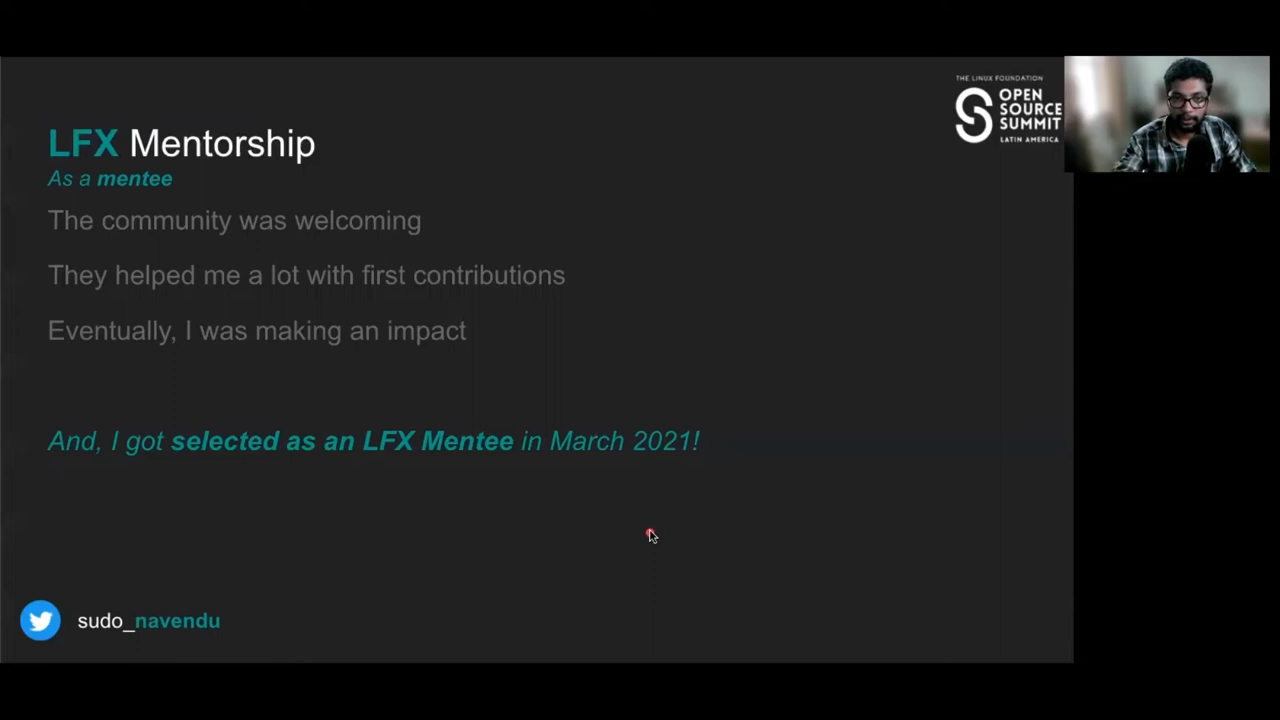 THE LINUX FOUNDATION
OPEN
SOURCE
SUMMIT
LATIN AMERICA
LFX Mentorship
As a mentee
The community was welcoming
They helped me a lot with first contributions
Eventually, I was making an impact
And, I got selected as an LFX Mentee in March 2021!
sudo_navendu